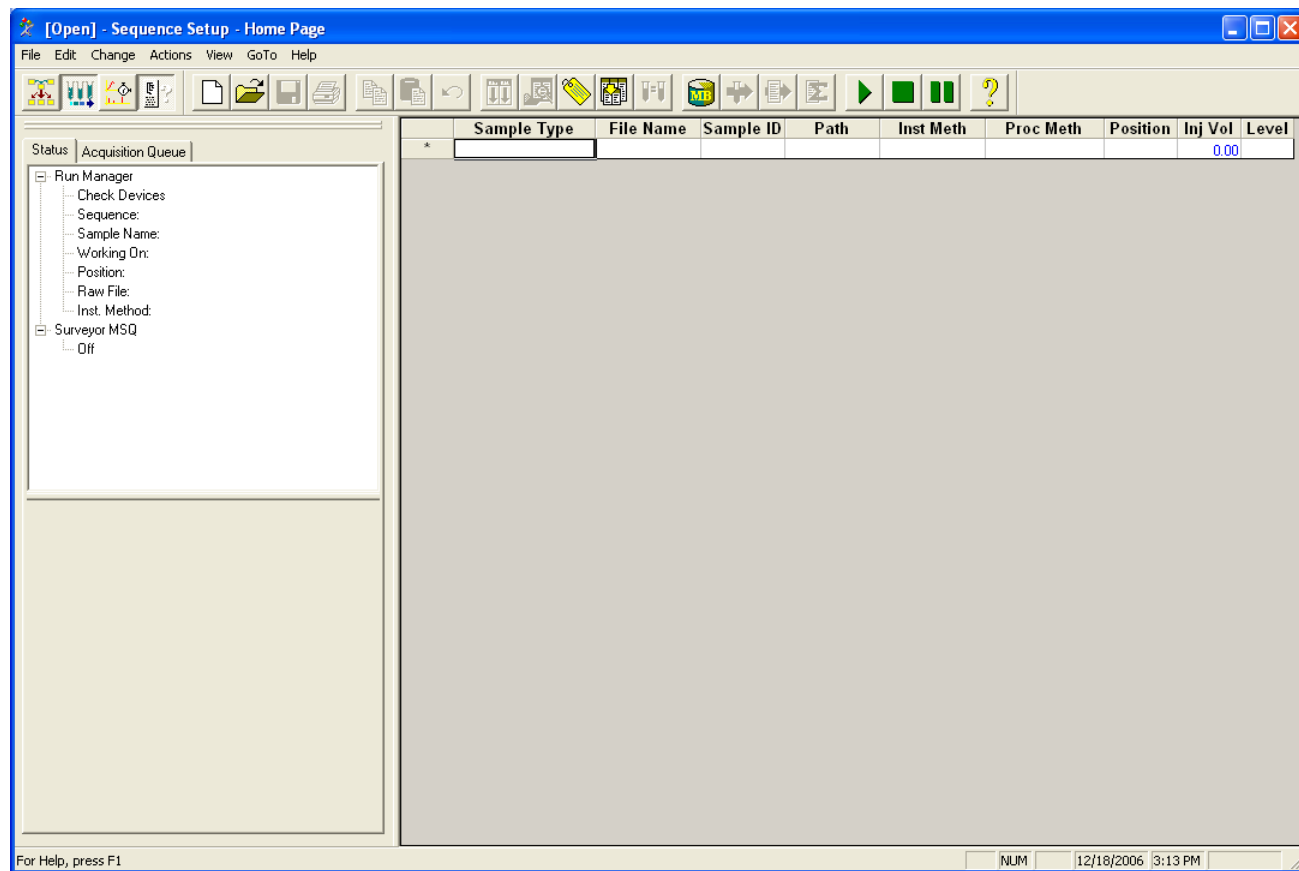 [Open] - Sequence Setup - Home Page
File Edit Change Actions View GoTo Help
MB
Status Acquisition Queue
Run Manager
Check Devices
Sequence:
Sample Name:
Working On:
Position:
Raw File:
Inst. Method:
Surveyor MSQ
Off
Sample Type File Name Sample ID Path Inst Meth Proc Meth Position Inj Vol Level
* 0.00
For Help, press F1
NUM 12/18/2006 3:13 PM